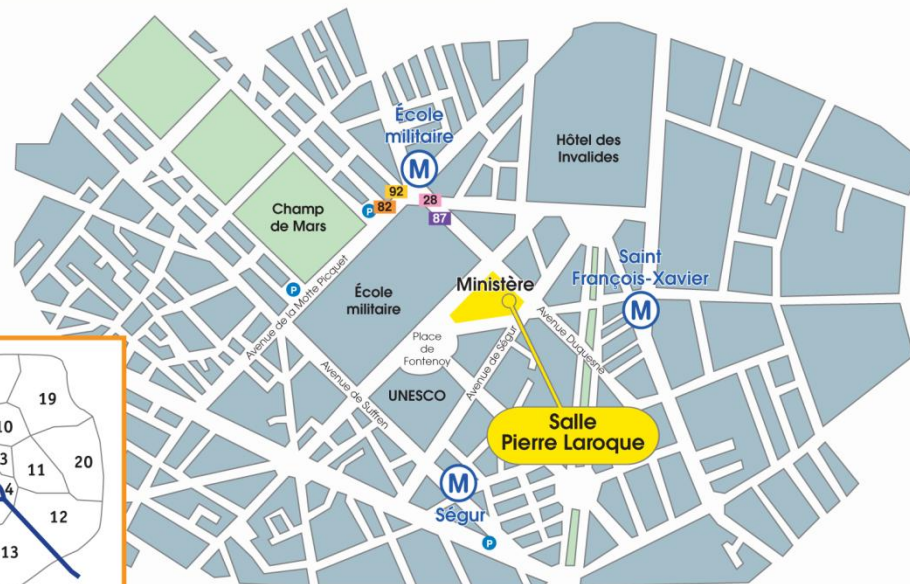 École
militaire
M
92
82
28
87
P
Hôtel des
Invalides
Champ
de Mars
P
Avenue de la Motte Picquet
École
militaire
Ministère
Saint
François-Xavier
M
Place
de
Fontenoy
Avenue de Ségur
Avenue Duquesne
Avenue de Suffren
UNESCO
Salle
Pierre Laroque
M
Ségur
P
19
10
3
11
20
4
12
13